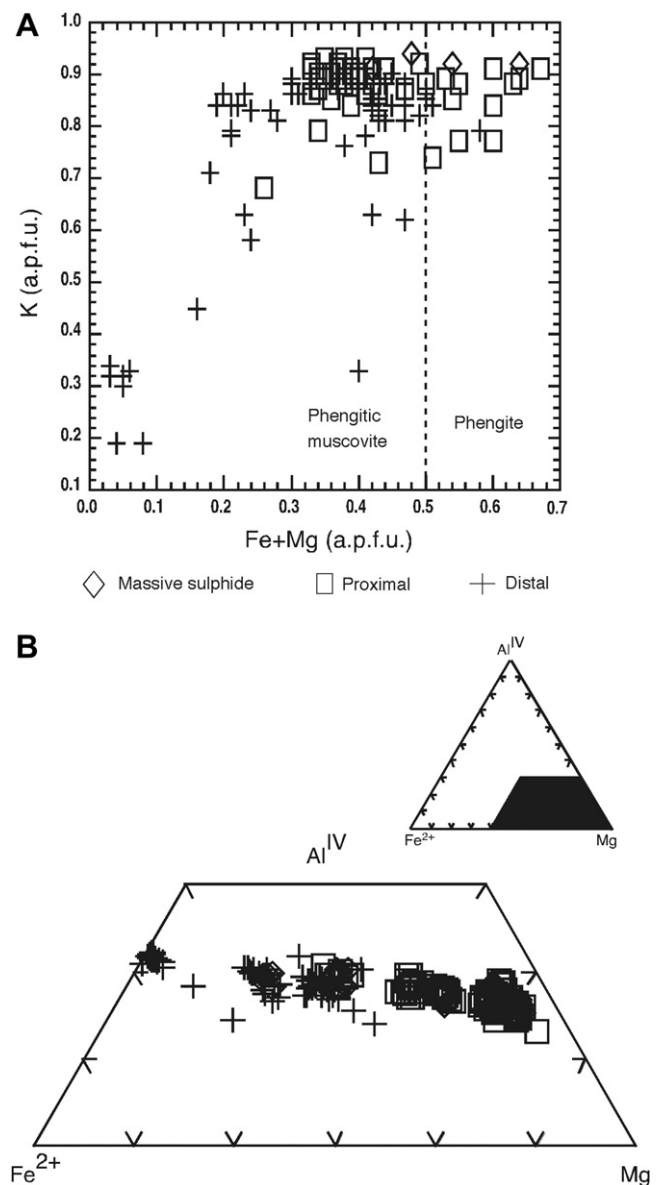 A
K (a.p.f.u.)
1.0
0.9
0.8
0.7
0.6
0.5
0.4
0.3
0.2
0.1
Phengitic
muscovite
Phengite
0.0 0.1 0.2 0.3 0.4 0.5 0.6 0.7
Fe+Mg (a.p.f.u.)
Massive sulphide Proximal Distal
B
Al^IV
Fe^2+ Mg
Al^IV
Fe^2+ Mg